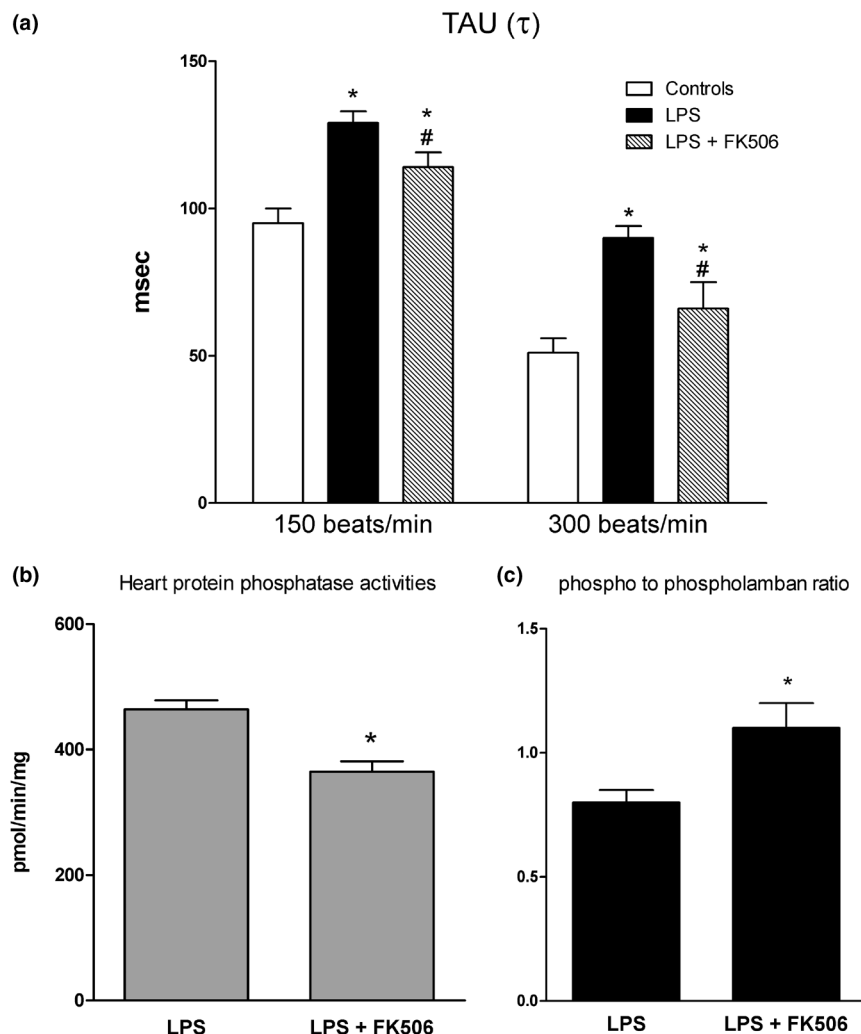 (a)
TAU (τ)
150
100
50
0
msec
*
*
#
*
*
#
Controls
LPS
LPS + FK506
150 beats/min
300 beats/min
(b)
Heart protein phosphatase activities
600
400
200
0
pmol/min/mg
*
LPS
LPS + FK506
(c)
phospho to phospholamban ratio
1.5
1.0
0.5
0.0
*
LPS
LPS + FK506